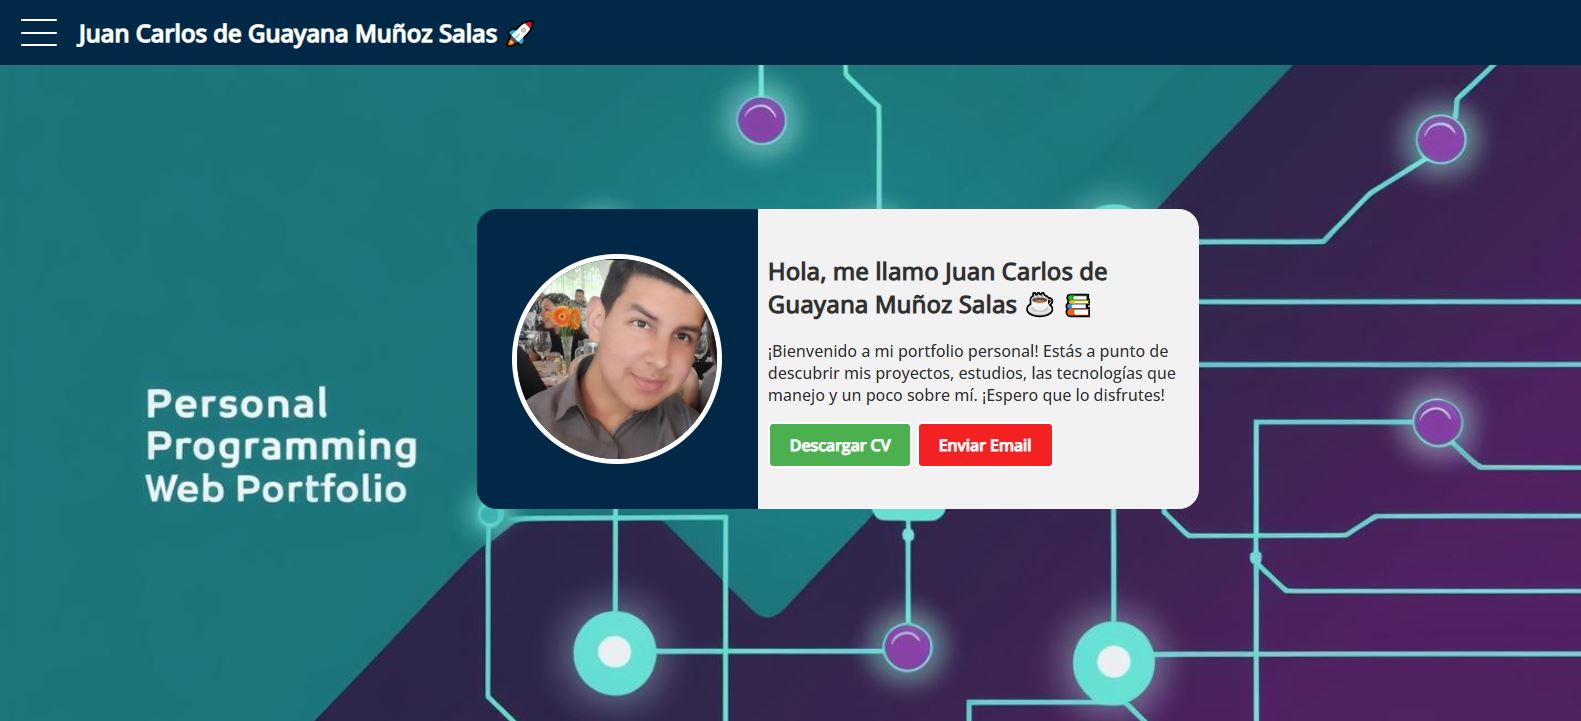 Juan Carlos de Guayana Muñoz Salas 🚀
Personal
Programming
Web Portfolio
Hola, me llamo Juan Carlos de
Guayana Muñoz Salas ☕ 📚
¡Bienvenido a mi portfolio personal! Estás a punto de
descubrir mis proyectos, estudios, las tecnologías que
manejo y un poco sobre mí. ¡Espero que lo disfrutes!
Descargar CV
Enviar Email